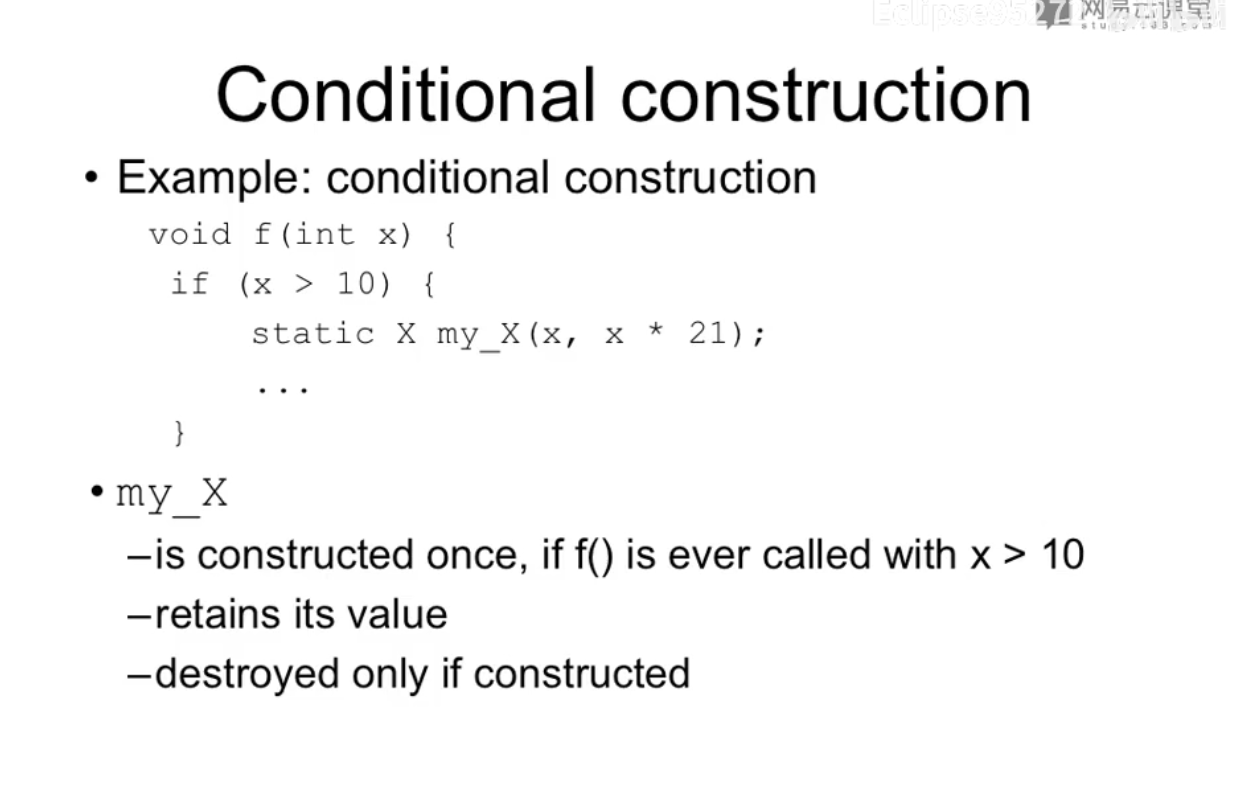 网易云课堂
Conditional construction
• Example: conditional construction
void f(int x) {
if (x > 10) {
static X my_X(x, x * 21);
...
}
• my_X
–is constructed once, if f() is ever called with x > 10
–retains its value
–destroyed only if constructed